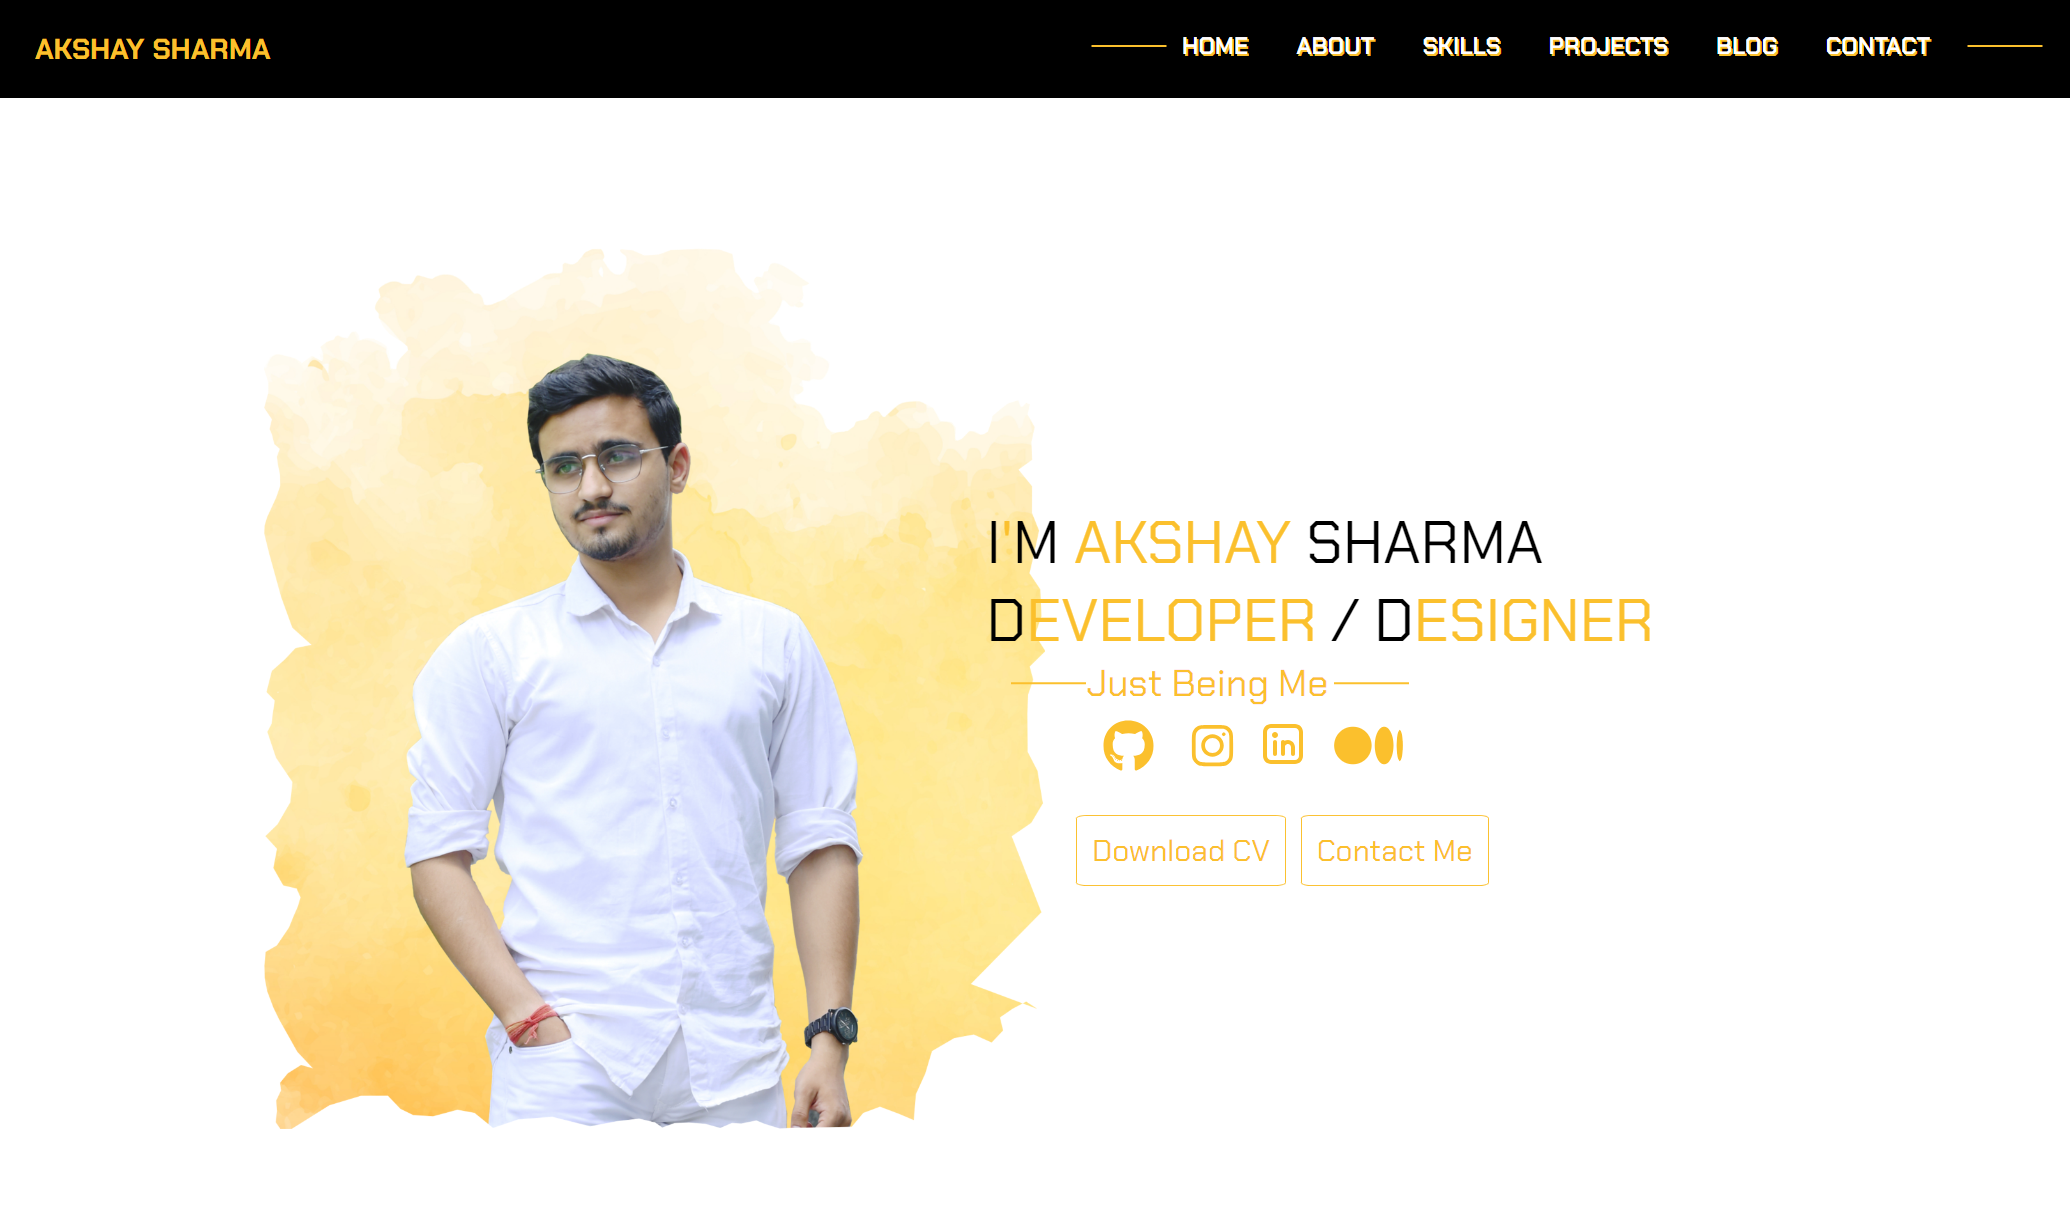 AKSHAY SHARMA
HOME ABOUT SKILLS PROJECTS BLOG CONTACT
I'M AKSHAY SHARMA
DEVELOPER / DESIGNER
Just Being Me
in
Download CV Contact Me